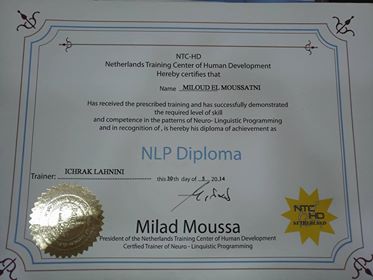 NTC-HD
Netherlands Training Center of Human Development
Hereby certifies that
Name MILOUD EL MOUSSATNI
Has received the prescribed training and has successfully demonstrated
the required level of skill
and competence in the patterns of Neuro- Linguistic Programming
and in recognition of , is hereby his diploma of achievement as
NLP Diploma
Trainer: ICHRAK LAHNINI this 20th day of 5 2014
NTC
HD
NETHERLAND
Milad Moussa
President of the Netherlands Training Center of Human Development
Certified Trainer of Neuro - Linguistic Programming